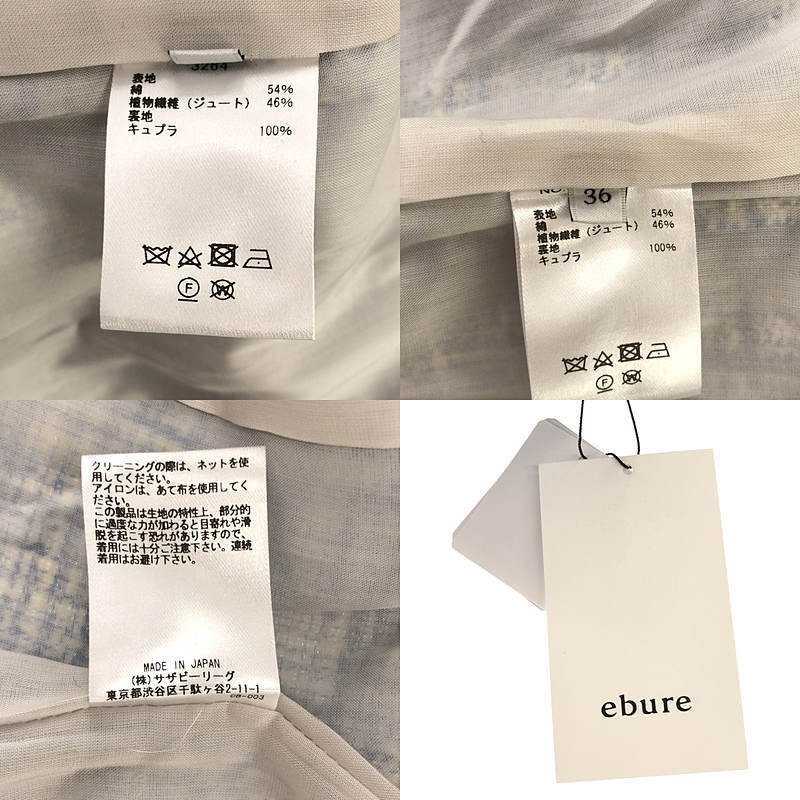 3264
表地
綿 54%
植物繊維（ジュート） 46%
裏地
キュプラ 100%
F
W
NO.
36
表地
綿 54%
植物繊維（ジュート） 46%
裏地
キュプラ 100%
F
W
クリーニングの際は、ネットを使
用してください。
アイロンは、あて布を使用してく
ださい。
この製品は生地の特性上、部分的
に過度な力が加わると目寄れや滑
脱を起こす恐れがありますので、
着用には十分ご注意下さい。連続
着用はお避け下さい。
MADE IN JAPAN
(株)サザビーリーグ
東京都渋谷区千駄ヶ谷2-11-1
CB-003
ebure